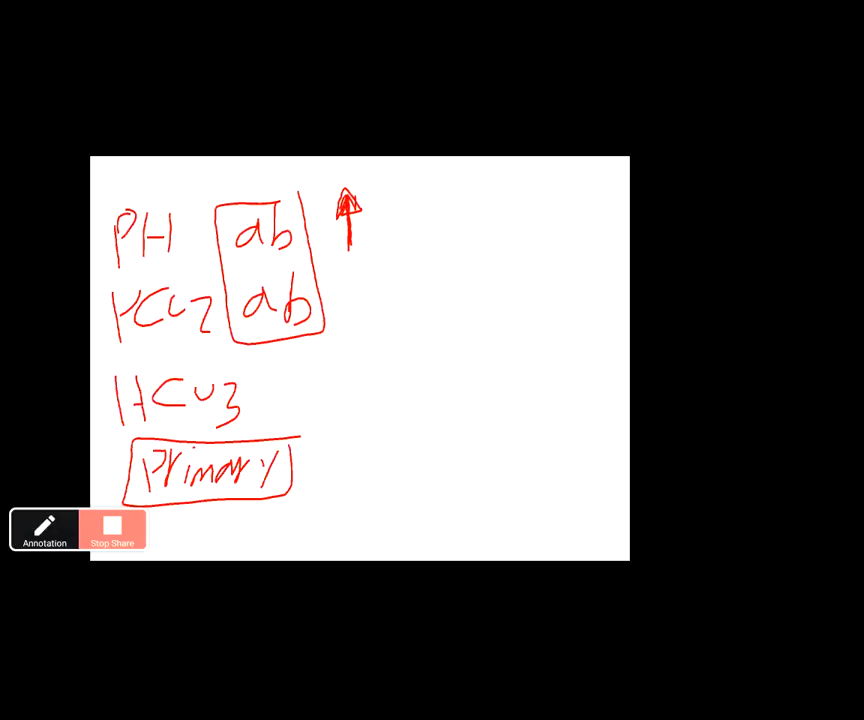 PH ab ↑
PCO2 ab
HCO3
Primary
Annotation Stop Share